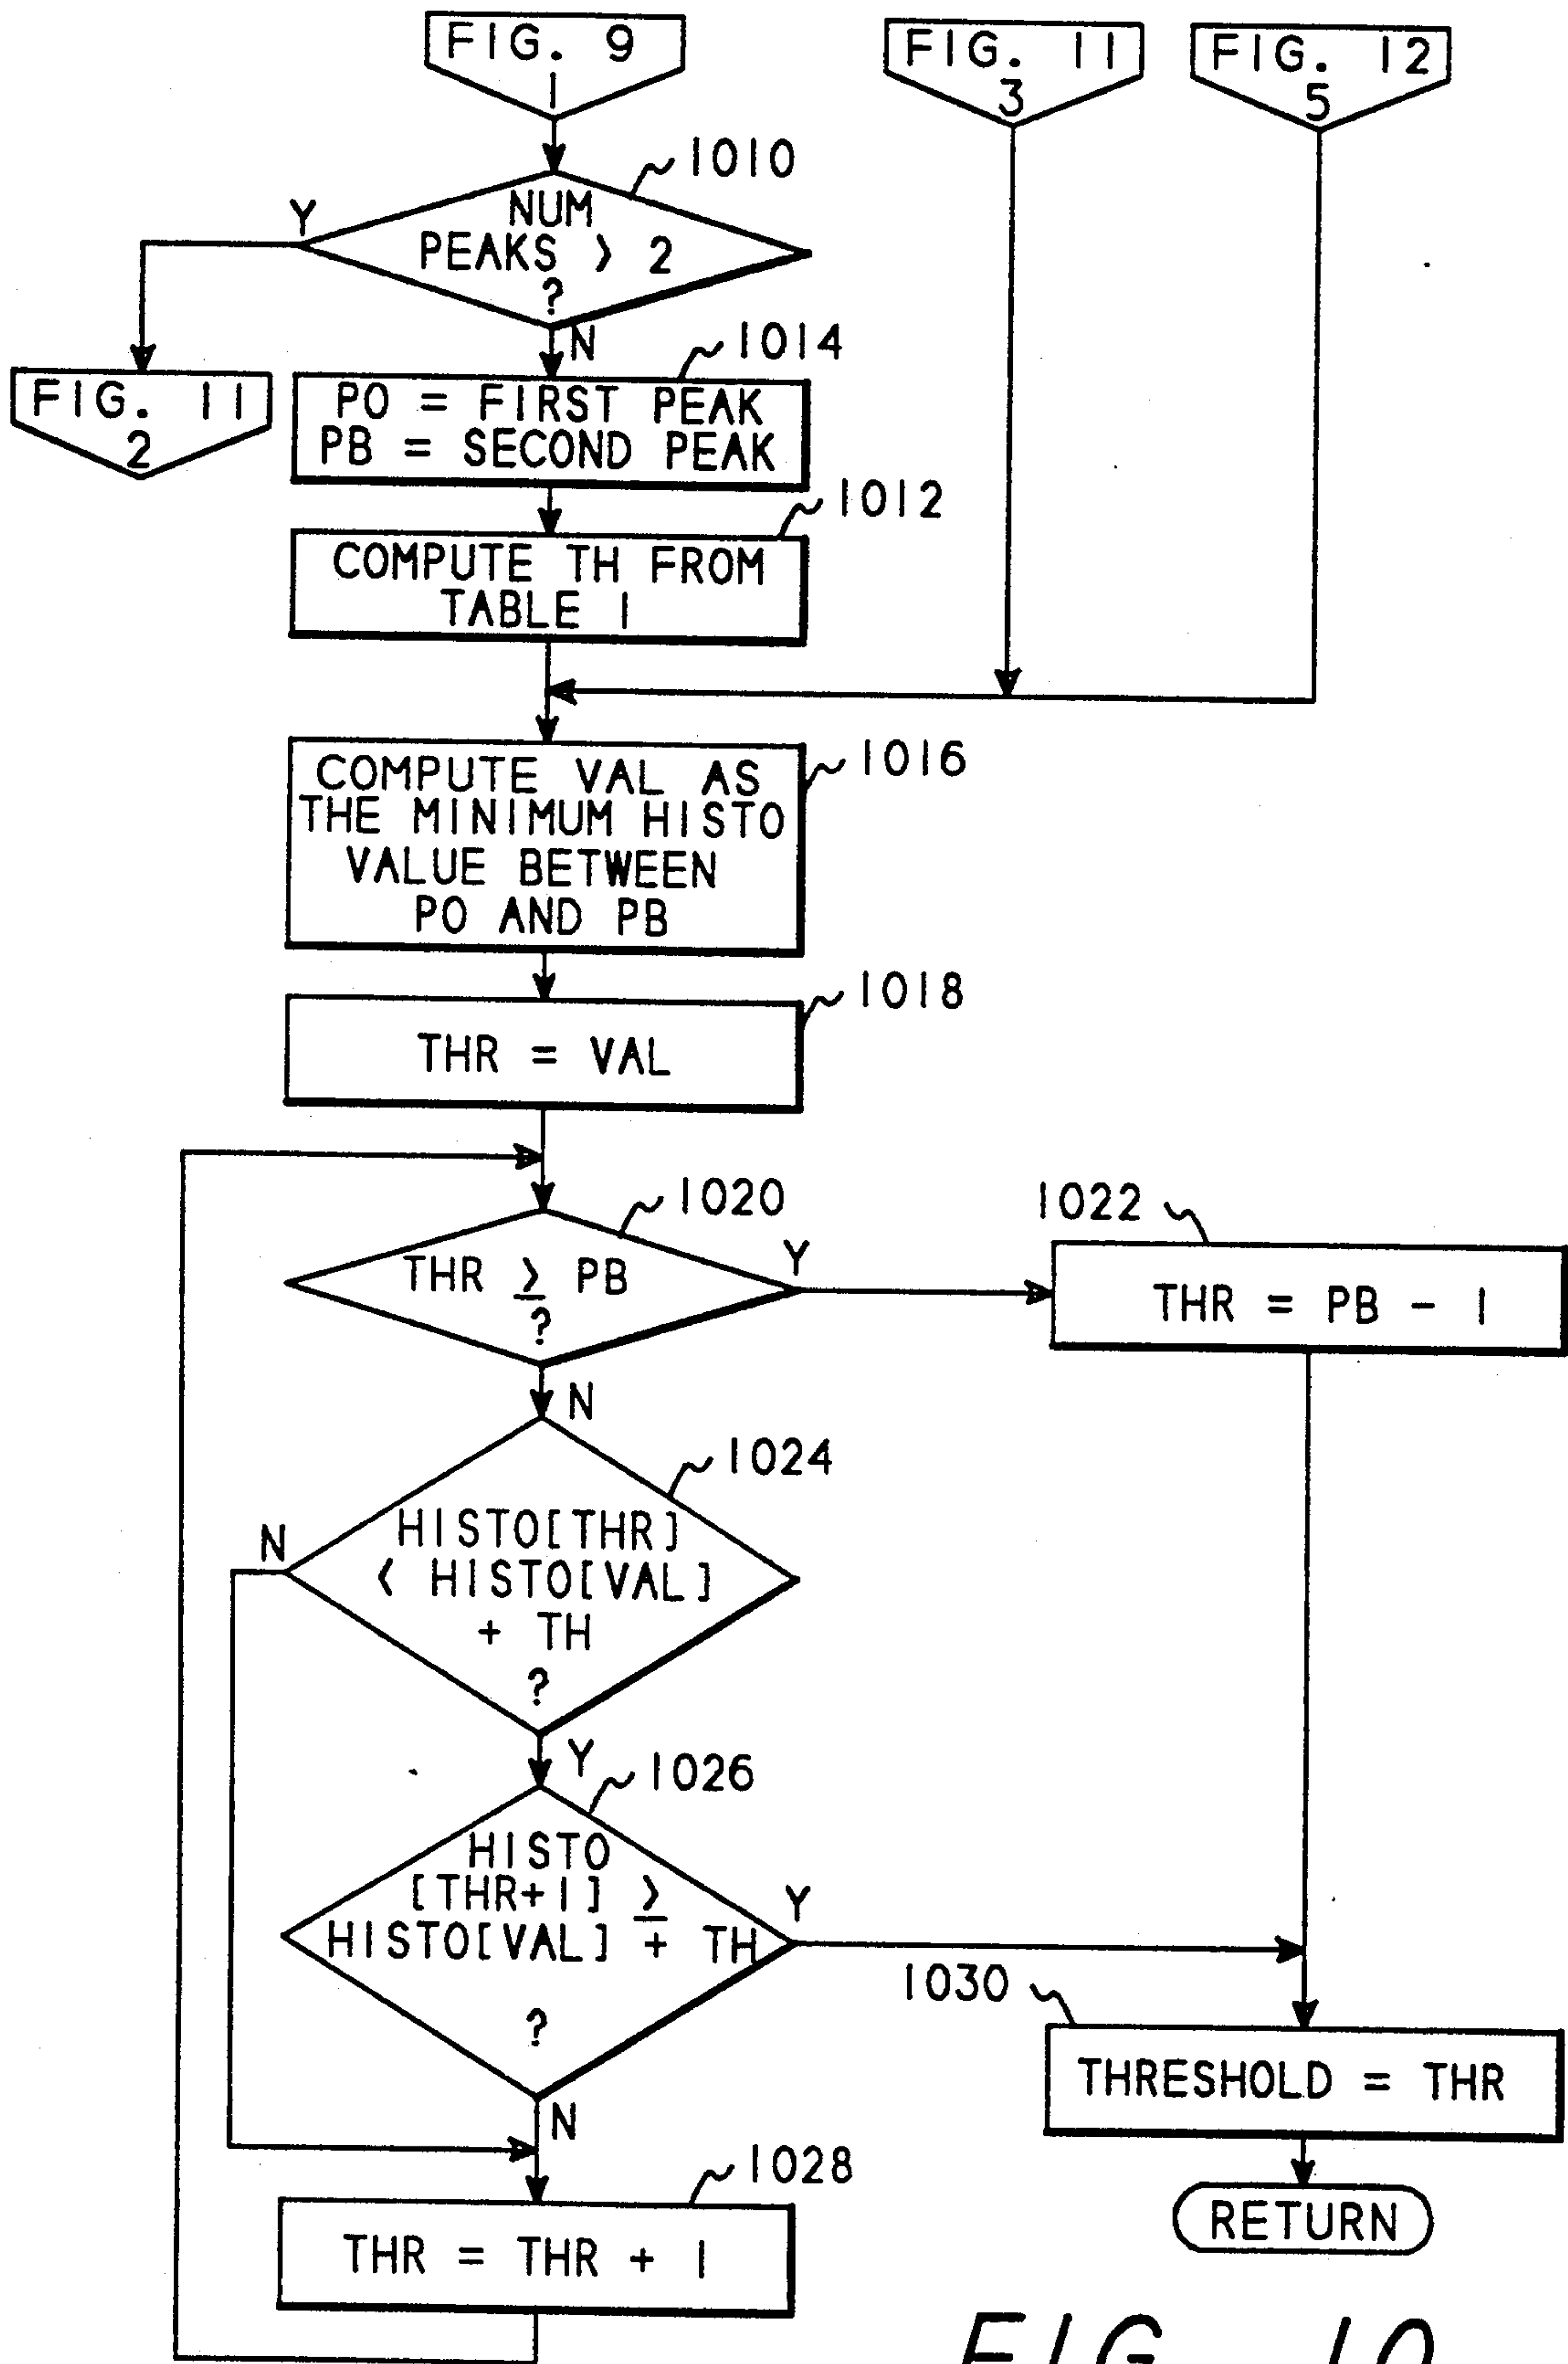 FIG. 9
1
FIG. 11
3
FIG. 12
5
1010
Y
NUM
PEAKS > 2
?
N
1014
FIG. 11
2
PO = FIRST PEAK
PB = SECOND PEAK
1012
COMPUTE TH FROM
TABLE 1
1016
COMPUTE VAL AS
THE MINIMUM HISTO
VALUE BETWEEN
PO AND PB
1018
THR = VAL
1020
THR ≥ PB
?
Y
1022
THR = PB - 1
N
1024
N
HISTO[THR]
< HISTO[VAL]
+ TH
?
Y
1026
HISTO
[THR+1] ≥
HISTO[VAL] + TH
?
Y
1030
THRESHOLD = THR
N
1028
THR = THR + 1
RETURN
FIG. 10